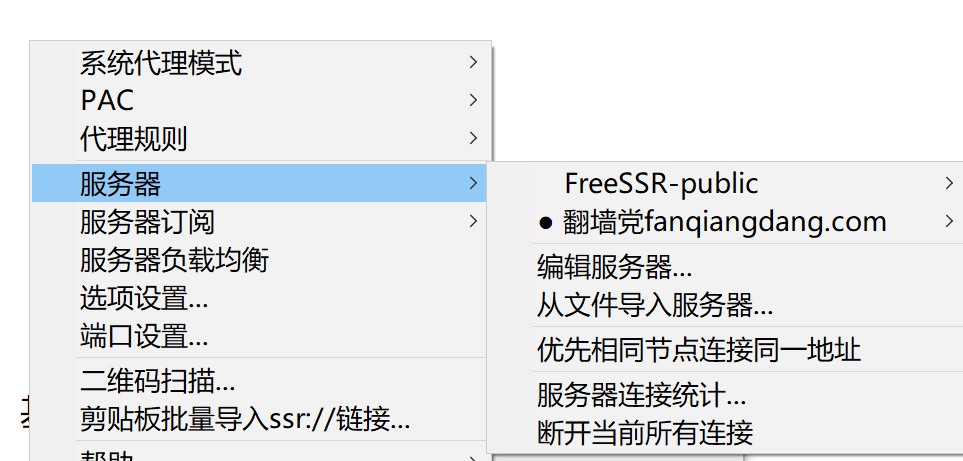 系统代理模式
PAC
代理规则
服务器
服务器订阅
服务器负载均衡
选项设置...
端口设置...
二维码扫描...
剪贴板批量导入ssr://链接...
帮助
FreeSSR-public
● 翻墙党fanqiangdang.com
编辑服务器...
从文件导入服务器...
优先相同节点连接同一地址
服务器连接统计...
断开当前所有连接